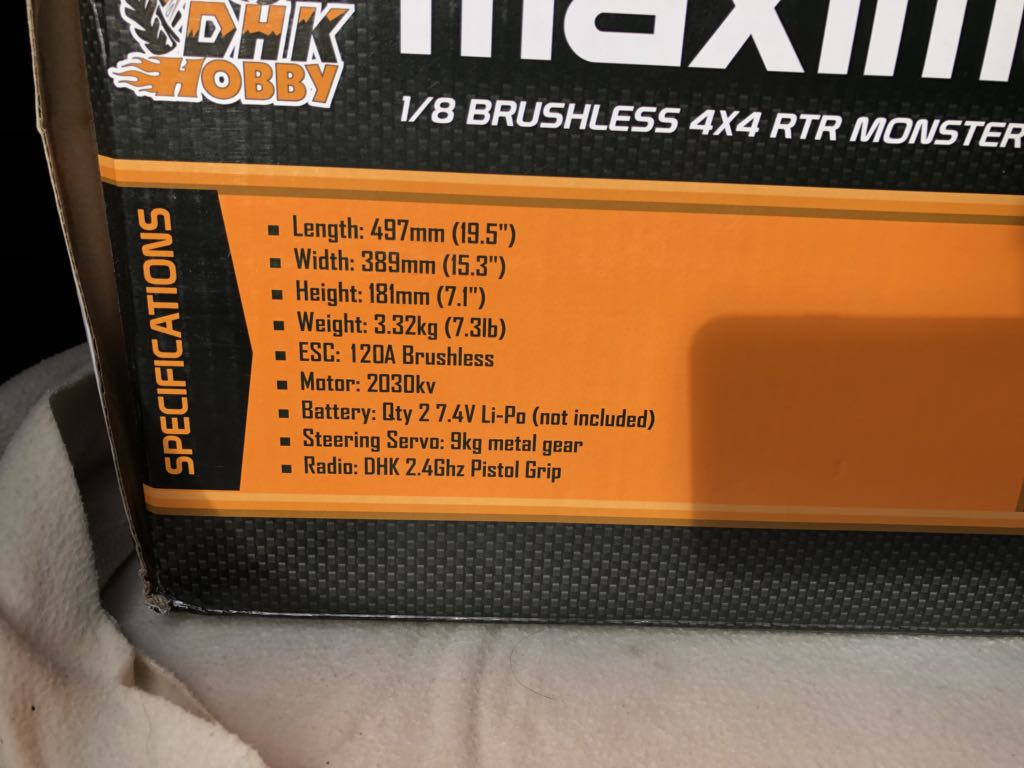 DHK
HOBBY
1/8 BRUSHLESS 4X4 RTR MONSTER
SPECIFICATIONS
▪ Length: 497mm (19.5")
▪ Width: 389mm (15.3")
▪ Height: 181mm (7.1")
▪ Weight: 3.32kg (7.3lb)
▪ ESC: 120A Brushless
▪ Motor: 2030kv
▪ Battery: Qty 2 7.4V Li-Po (not included)
▪ Steering Servo: 9kg metal gear
▪ Radio: DHK 2.4Ghz Pistol Grip